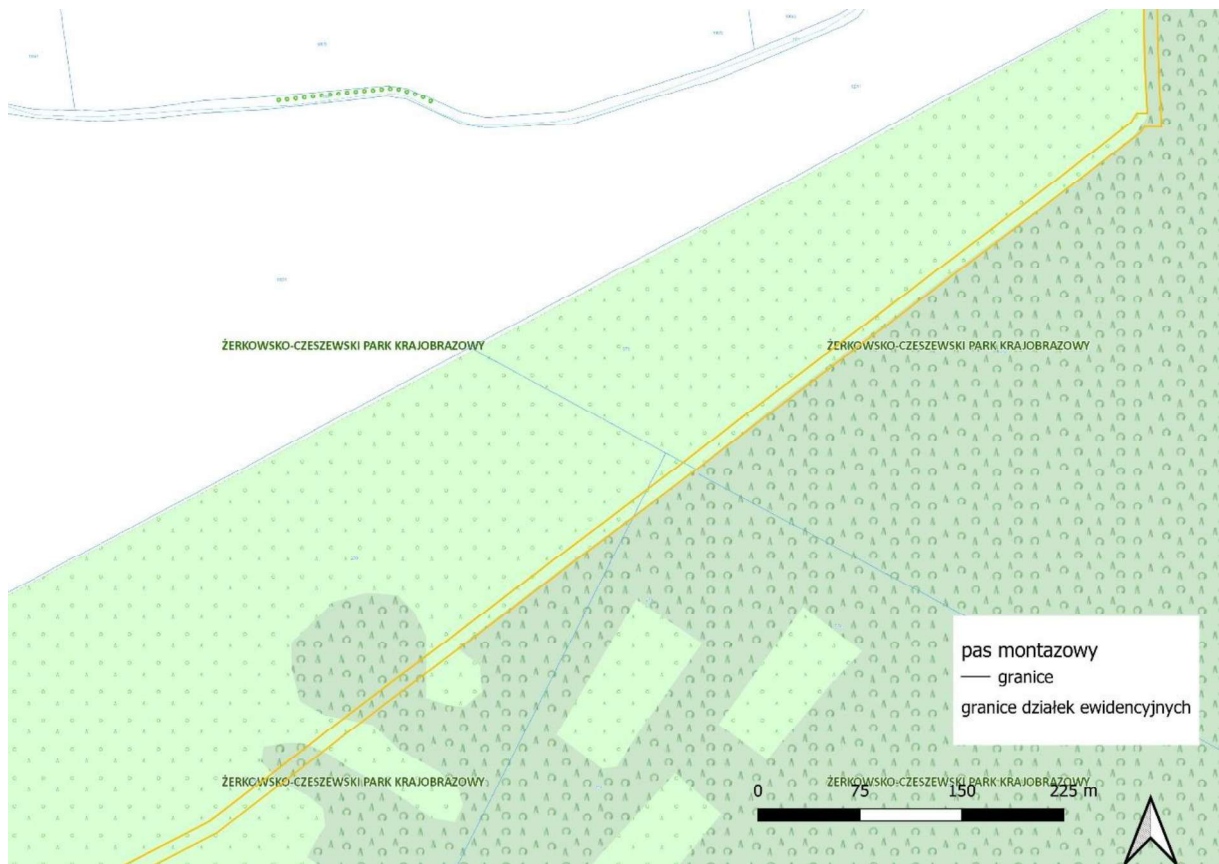 ŻERKOWSKO-CZESZEWSKI PARK KRAJOBRAZOWY
ŻERKOWSKO-CZESZEWSKI PARK KRAJOBRAZOWY
pas montazowy
granice
granice działek ewidencyjnych
ŻERKOWSKO-CZESZEWSKI PARK KRAJOBRAZOWY
ŻERKOWSKO-CZESZEWSKI PARK KRAJOBRAZOWY
0 75 150 225 m